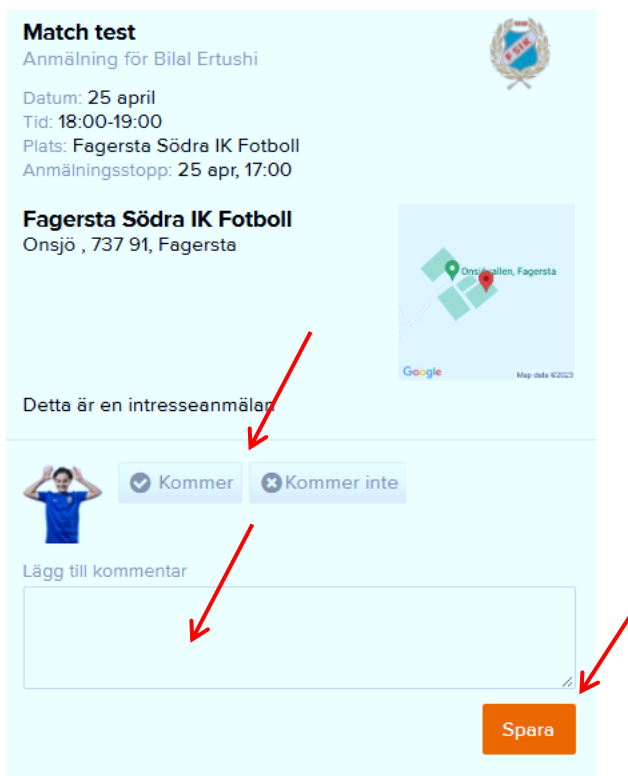 Match test
Anmälning för Bilal Ertushi
FSIK
Datum: 25 april
Tid: 18:00-19:00
Plats: Fagersta Södra IK Fotboll
Anmälningsstopp: 25 apr, 17:00
Fagersta Södra IK Fotboll
Onsjö , 737 91, Fagersta
Onsjövallen, Fagersta
Google
Map data ©2023
Detta är en intresseanmälan
Kommer
Kommer inte
Lägg till kommentar
Spara